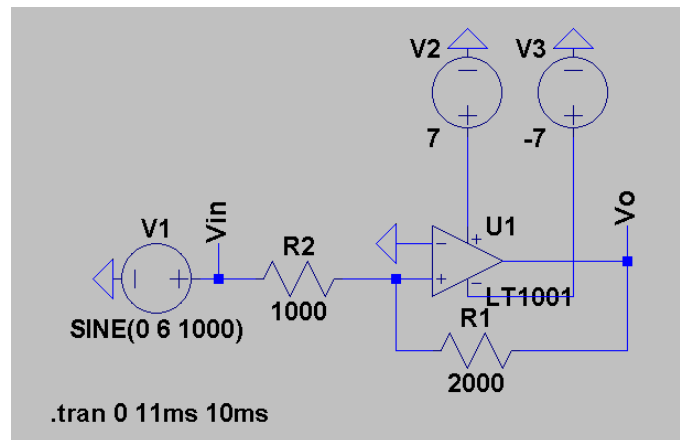 V2
V3
7
-7
V1
Vin
R2
U1
Vo
SINE(0 6 1000)
1000
LT1001
R1
2000
.tran 0 11ms 10ms